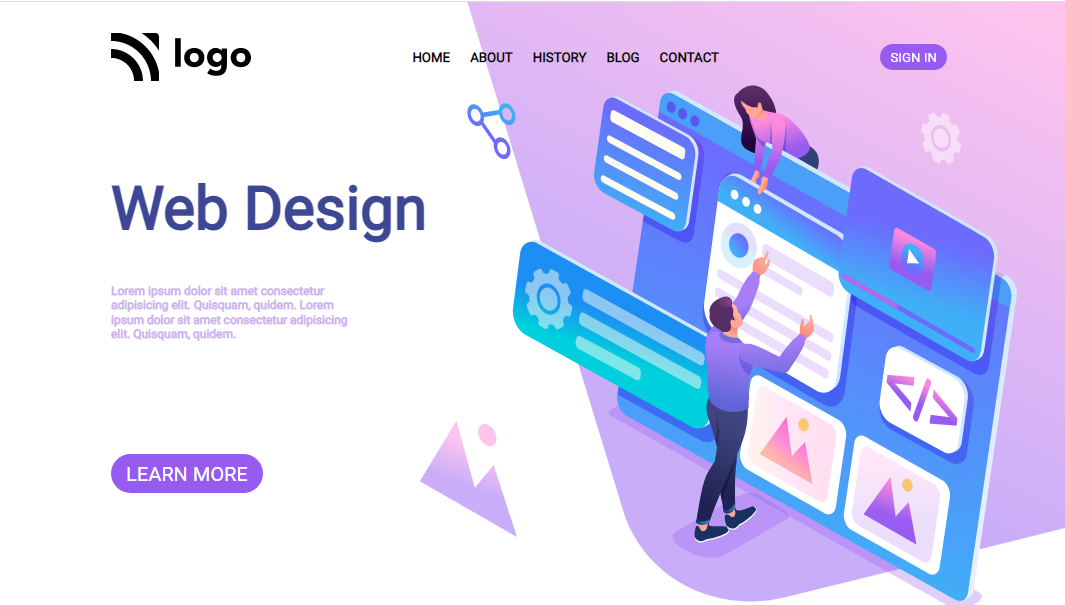 logo
HOME ABOUT HISTORY BLOG CONTACT SIGN IN
Web Design
Lorem ipsum dolor sit amet consectetur
adipisicing elit. Quisquam, quidem. Lorem
ipsum dolor sit amet consectetur adipisicing
elit. Quisquam, quidem.
</>
LEARN MORE